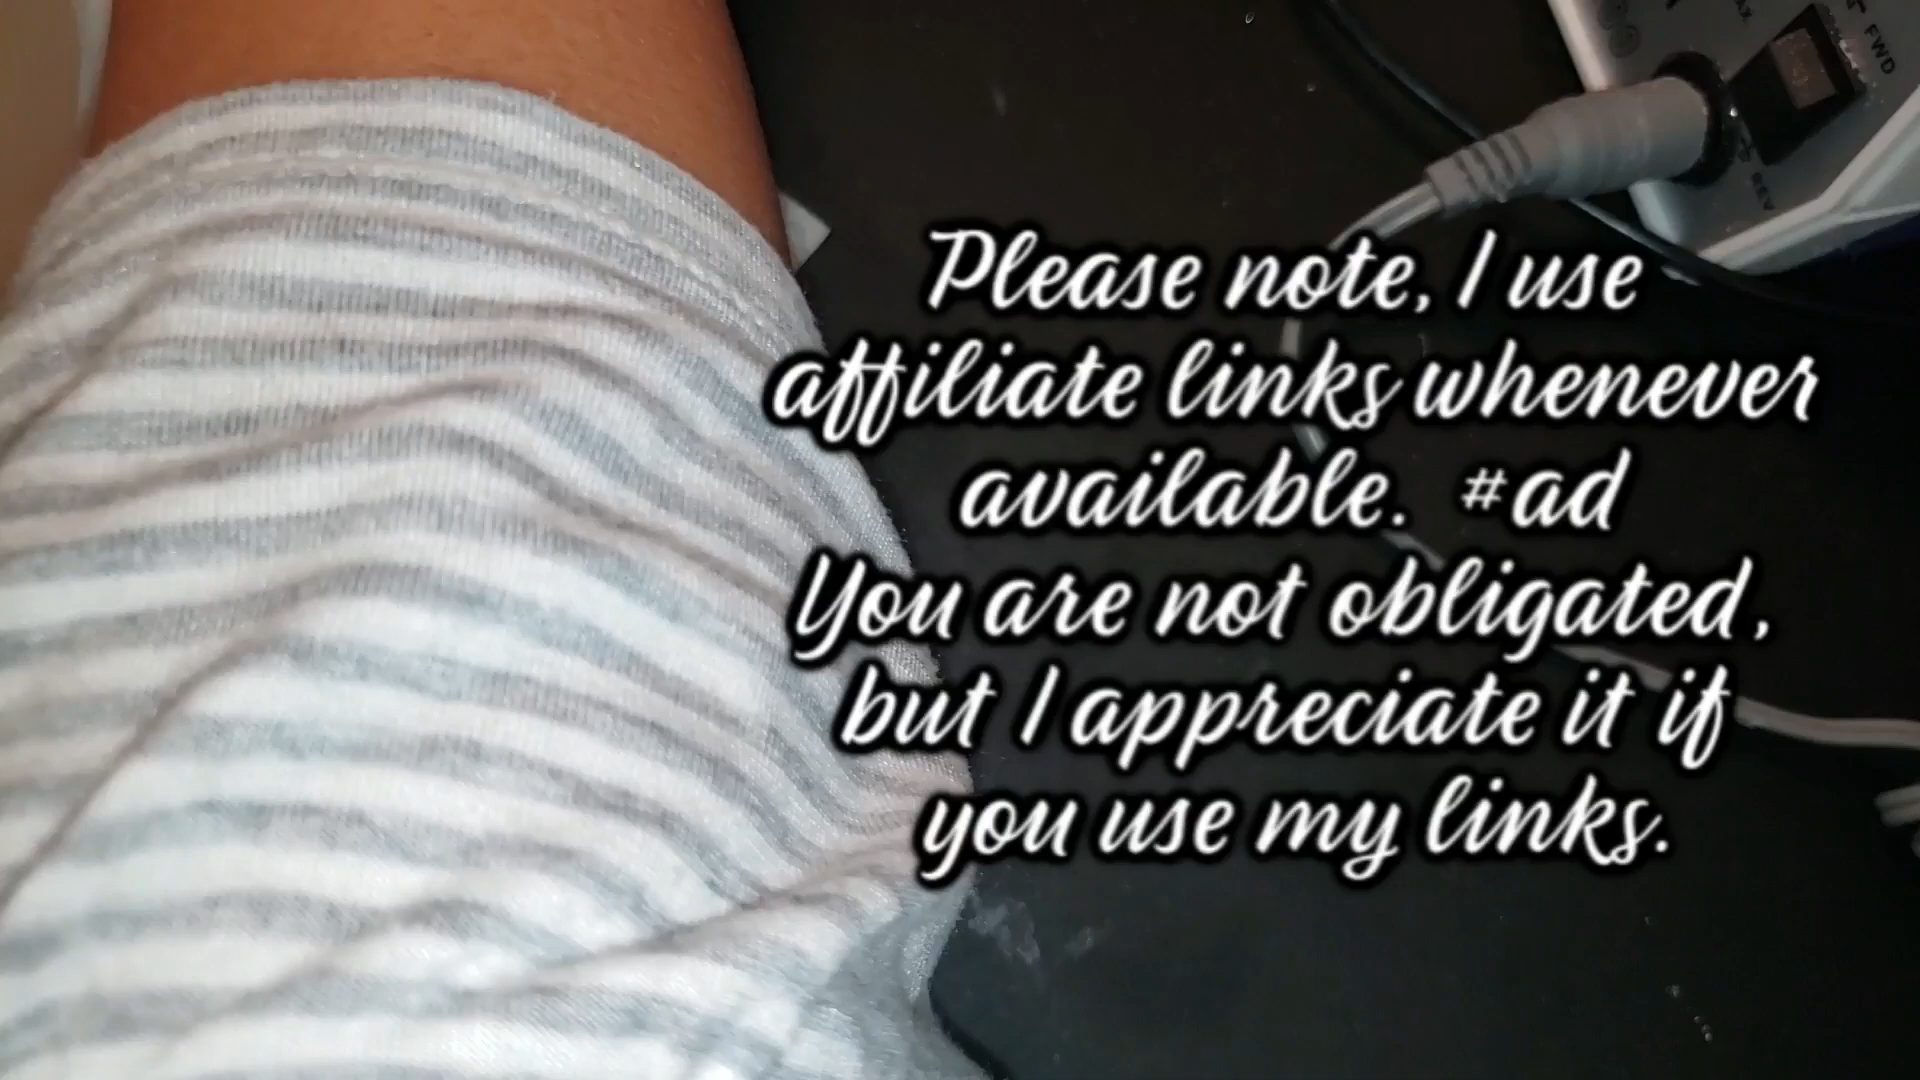 FWD
REV
Please note, I use
affiliate links whenever
available. #ad
You are not obligated,
but I appreciate it if
you use my links.